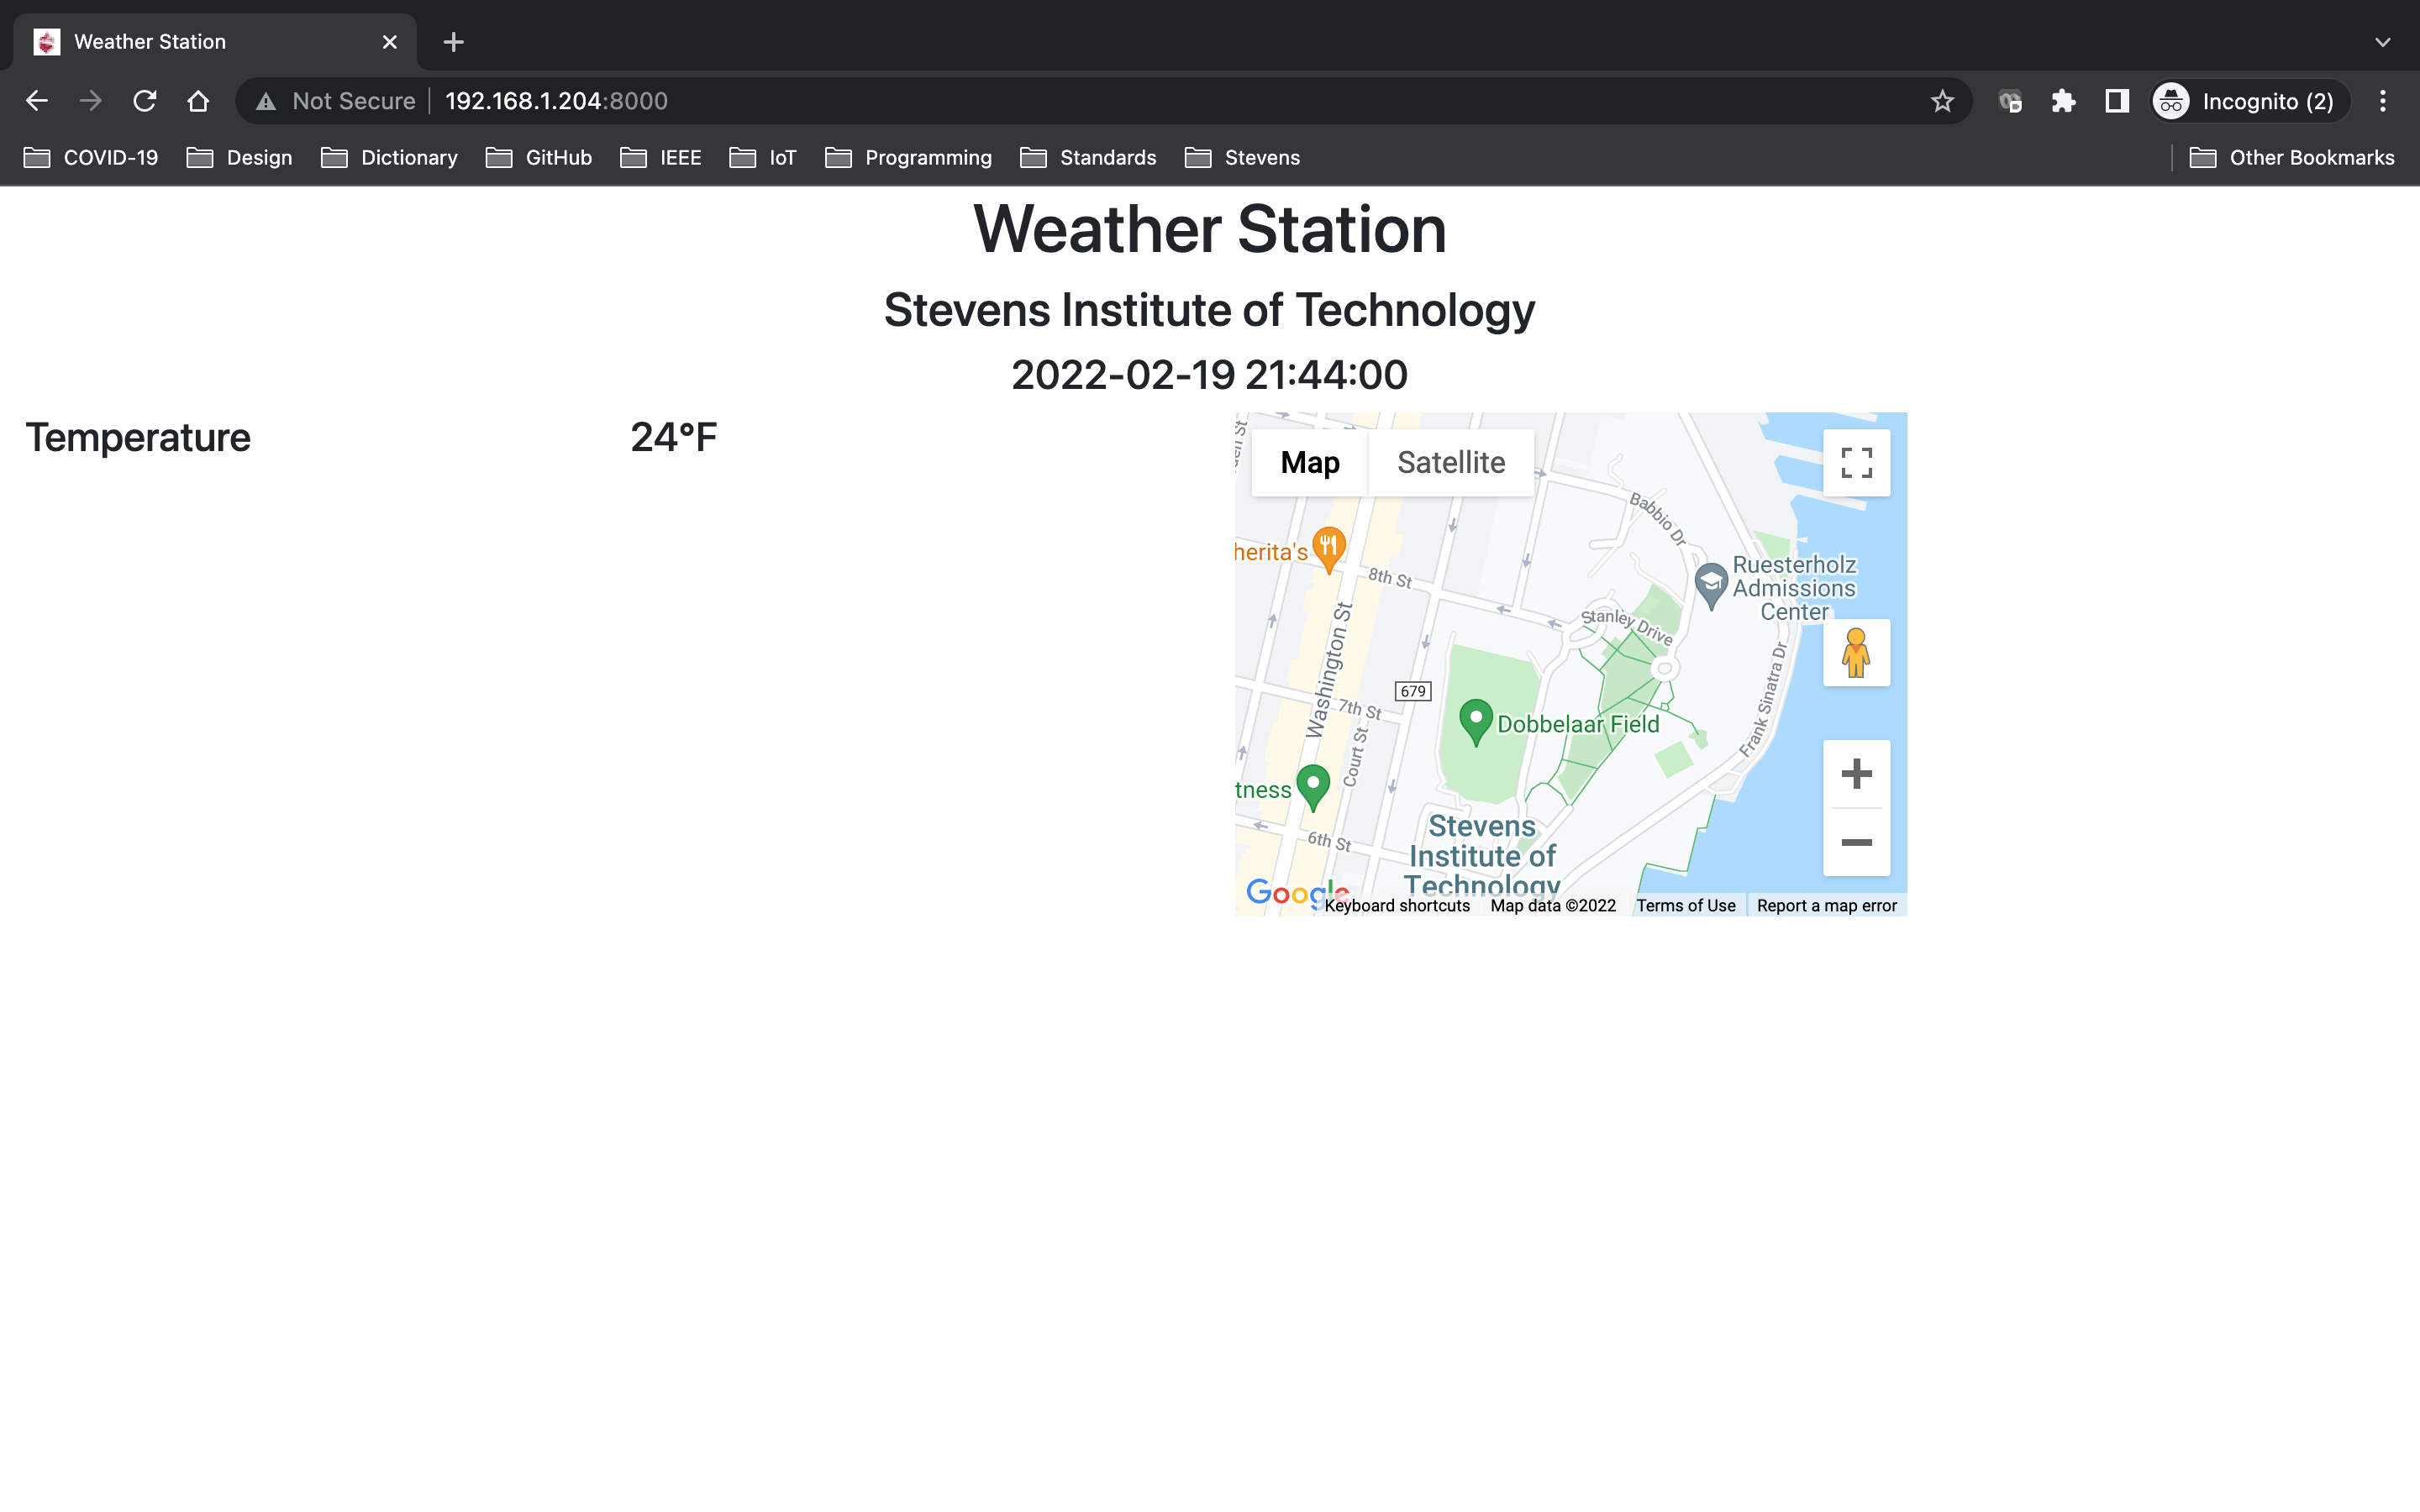 Weather Station
Not Secure
192.168.1.204:8000
Incognito (2)
COVID-19
Design
Dictionary
GitHub
IEEE
IoT
Programming
Standards
Stevens
Other Bookmarks
Weather Station
Stevens Institute of Technology
2022-02-19 21:44:00
Temperature
24°F
Map
Satellite
Babbio Dr
herita's
8th St
Ruesterholz
Admissions
Center
Stanley Drive
Washington St
679
7th St
Dobbelaar Field
Frank Sinatra Dr
Court St
tness
6th St
Stevens
Institute of
Technology
Google
Keyboard shortcuts
Map data ©2022
Terms of Use
Report a map error